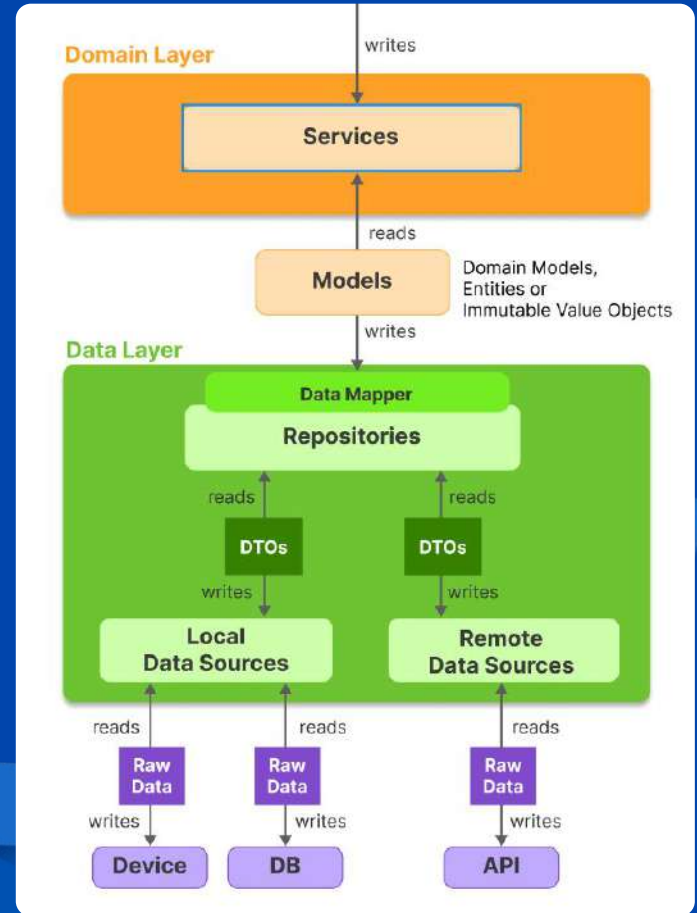 writes
Domain Layer
Services
reads
Models
Domain Models,
Entities or
Immutable Value Objects
writes
Data Layer
Data Mapper
Repositories
reads
reads
DTOs
DTOs
writes
writes
Local
Data Sources
Remote
Data Sources
reads
reads
reads
Raw
Data
Raw
Data
Raw
Data
writes
writes
writes
Device
DB
API